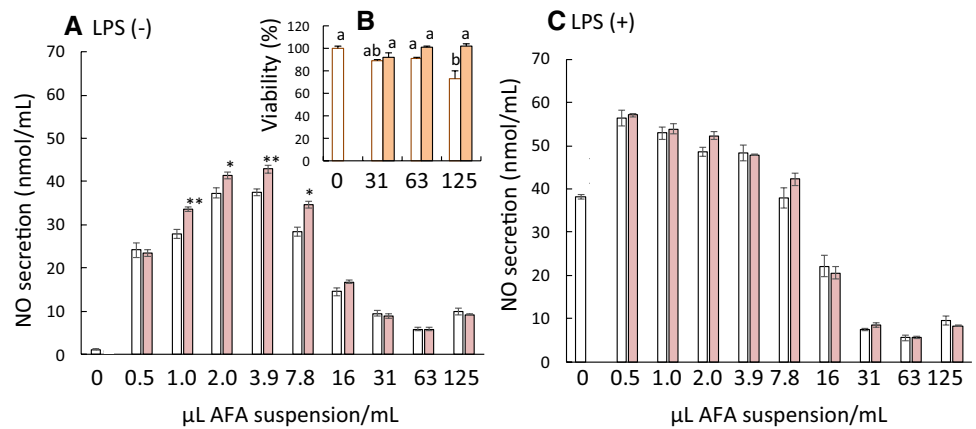 A LPS (-)
NO secretion (nmol/mL)
70
60
50
40
30
20
10
0
** * ** *
0 0.5 1.0 2.0 3.9 7.8 16 31 63 125
µL AFA suspension/mL
B
Viability (%)
120
100
80
60
40
20
0
a ab a a a b
0 31 63 125
C LPS (+)
NO secretion (nmol/mL)
70
60
50
40
30
20
10
0
0 0.5 1.0 2.0 3.9 7.8 16 31 63 125
µL AFA suspension/mL